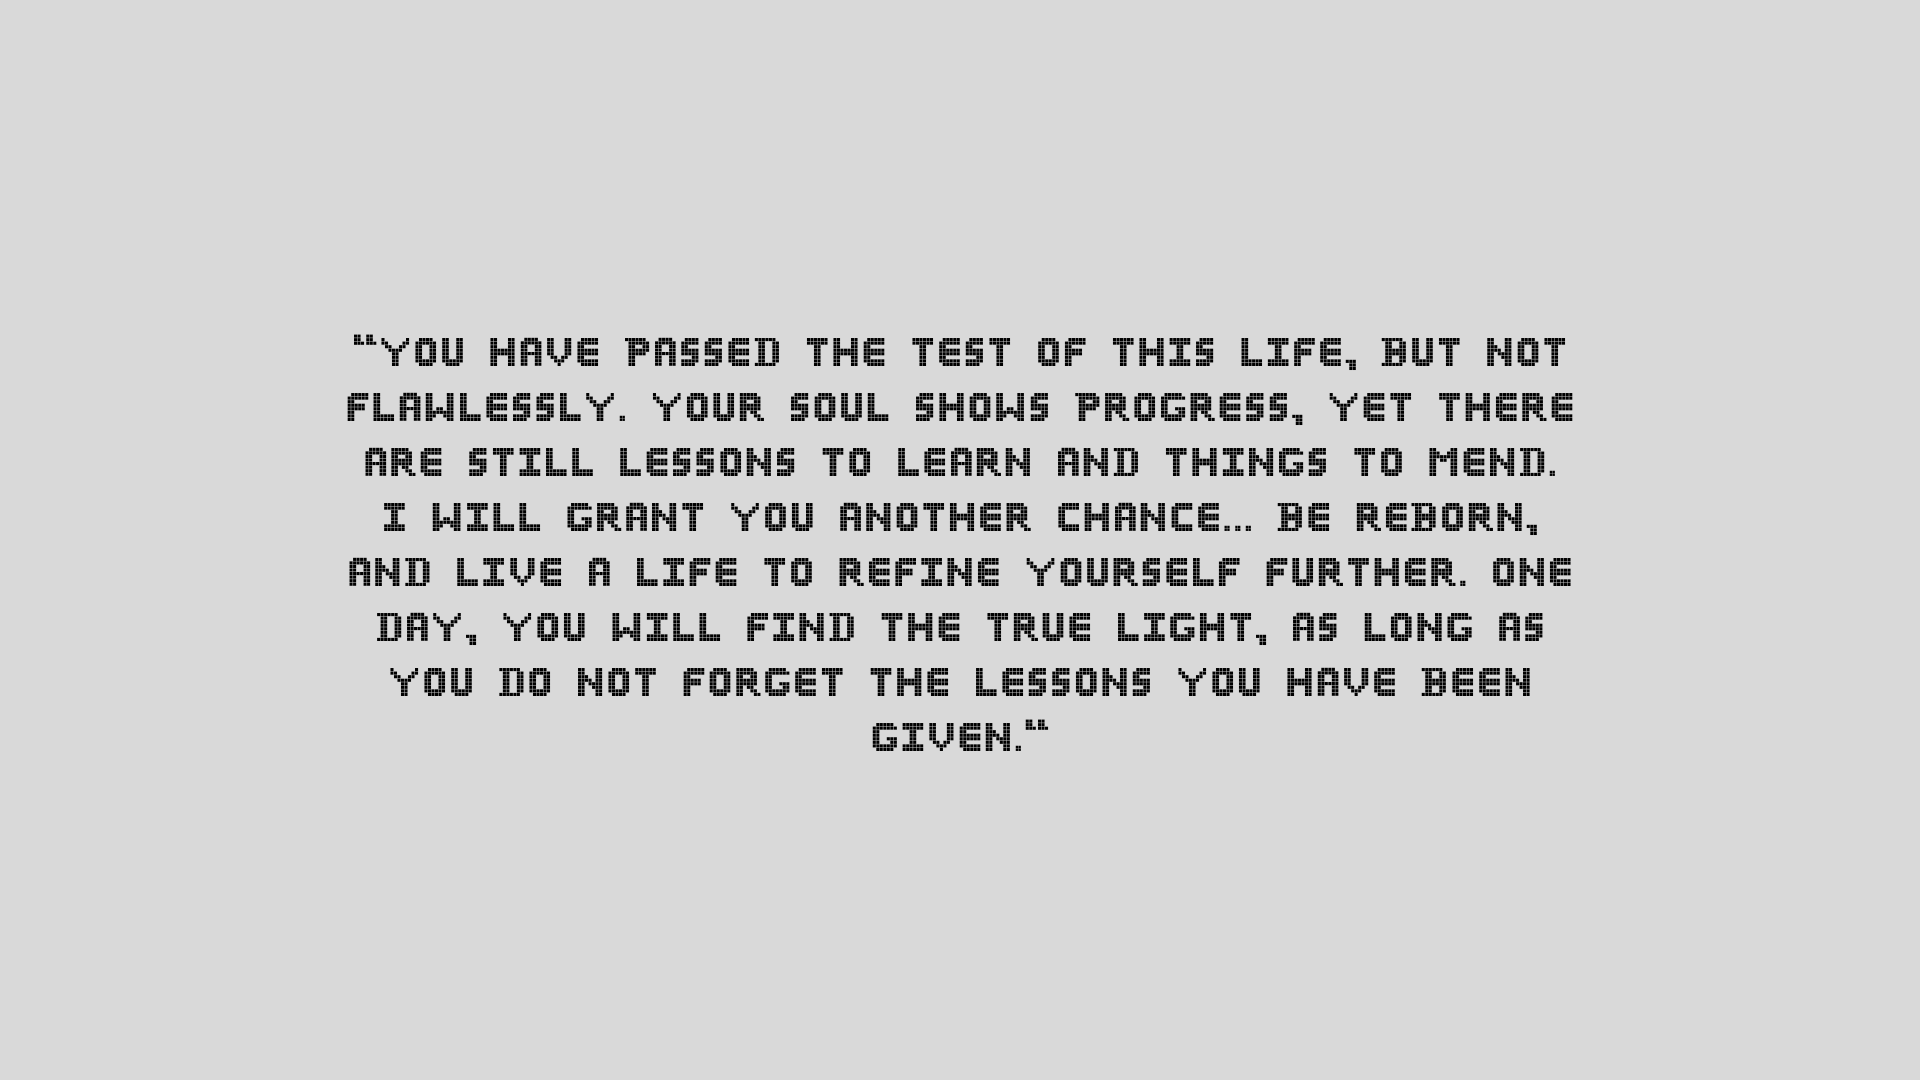 “YOU HAVE PASSED THE TEST OF THIS LIFE, BUT NOT
FLAWLESSLY. YOUR SOUL SHOWS PROGRESS, YET THERE
ARE STILL LESSONS TO LEARN AND THINGS TO MEND.
I WILL GRANT YOU ANOTHER CHANCE... BE REBORN,
AND LIVE A LIFE TO REFINE YOURSELF FURTHER. ONE
DAY, YOU WILL FIND THE TRUE LIGHT, AS LONG AS
YOU DO NOT FORGET THE LESSONS YOU HAVE BEEN
GIVEN.“